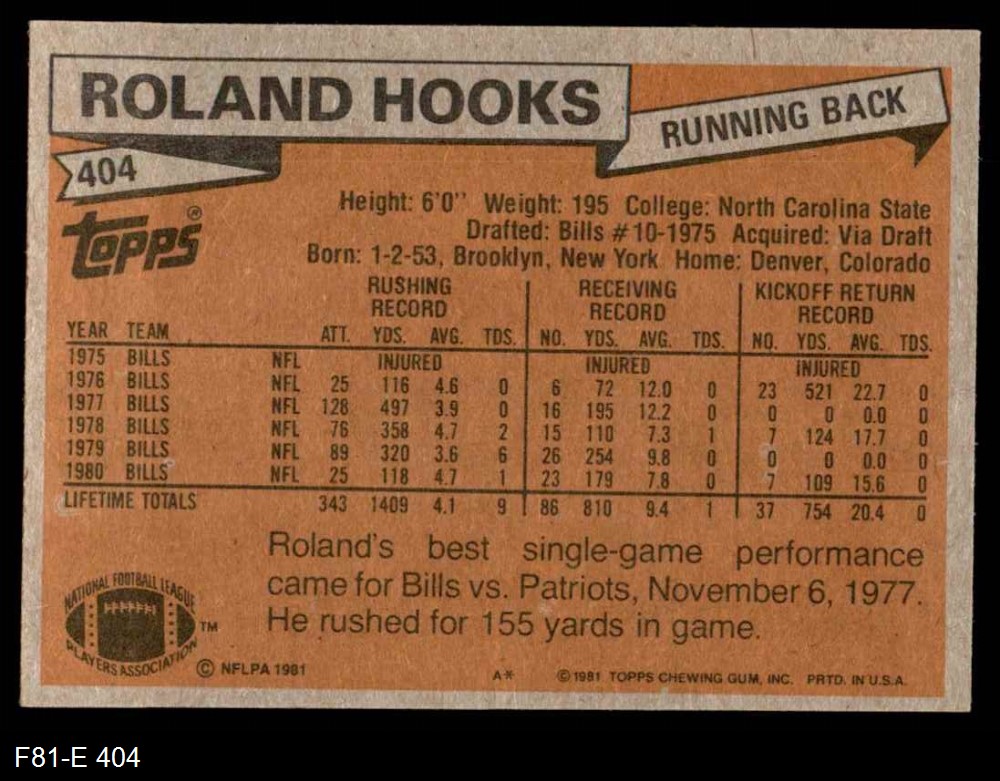 ROLAND HOOKS
RUNNING BACK
404
Topps®
Height: 6'0" Weight: 195 College: North Carolina State
Drafted: Bills #10-1975 Acquired: Via Draft
Born: 1-2-53, Brooklyn, New York Home: Denver, Colorado
RUSHING RECORD RECEIVING RECORD KICKOFF RETURN RECORD
YEAR TEAM ATT. YDS. AVG. TDS. NO. YDS. AVG. TDS. NO. YDS. AVG. TDS.
1975 BILLS NFL INJURED INJURED INJURED
1976 BILLS NFL 25 116 4.6 0 6 72 12.0 0 23 521 22.7 0
1977 BILLS NFL 128 497 3.9 0 16 195 12.2 0 0 0 0.0 0
1978 BILLS NFL 76 358 4.7 2 15 110 7.3 1 7 124 17.7 0
1979 BILLS NFL 89 320 3.6 6 26 254 9.8 0 0 0 0.0 0
1980 BILLS NFL 25 118 4.7 1 23 179 7.8 0 7 109 15.6 0
LIFETIME TOTALS 343 1409 4.1 9 86 810 9.4 1 37 754 20.4 0
Roland's best single-game performance
came for Bills vs. Patriots, November 6, 1977.
He rushed for 155 yards in game.
NATIONAL FOOTBALL LEAGUE
PLAYERS ASSOCIATION
TM
© NFLPA 1981
A*
© 1981 TOPPS CHEWING GUM, INC. PRTD. IN U.S.A.
F81-E 404